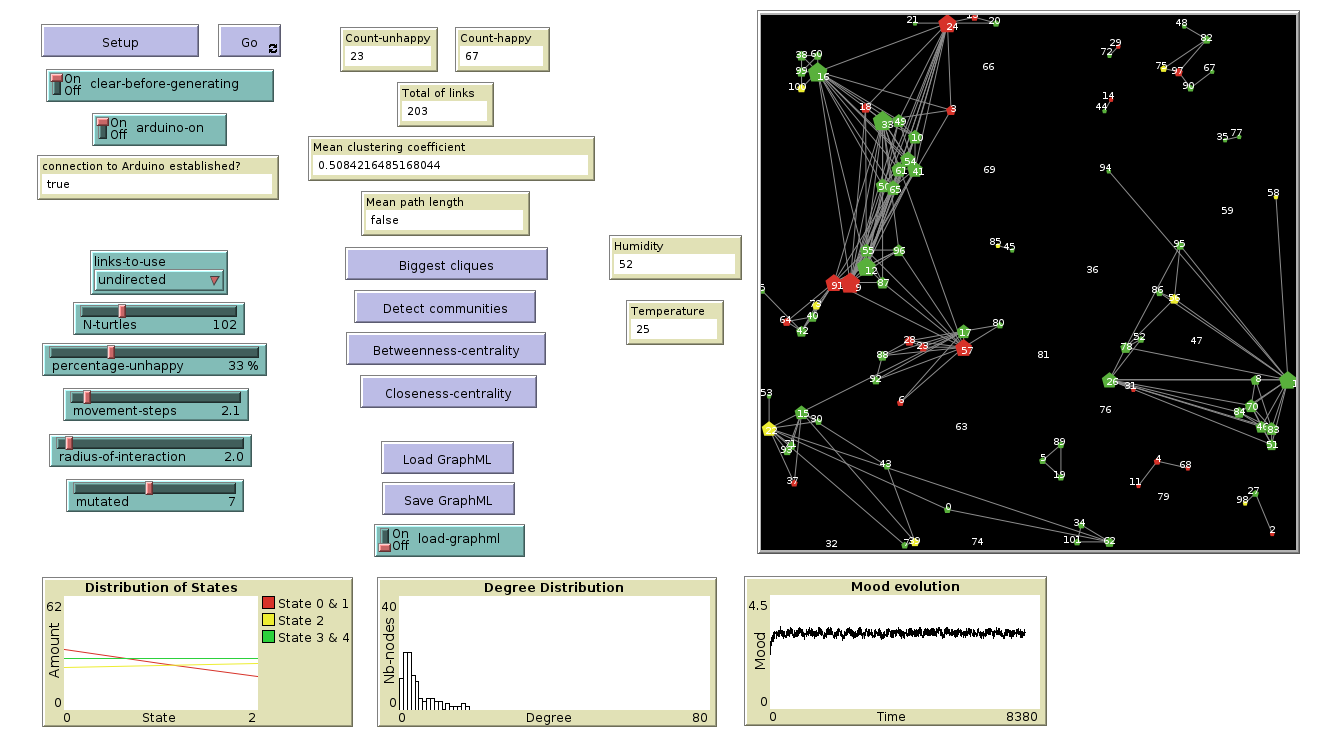 Setup
Go
On
Off
clear-before-generating
On
Off
arduino-on
connection to Arduino established?
true
links-to-use
undirected
N-turtles 102
percentage-unhappy 33 %
movement-steps 2.1
radius-of-interaction 2.0
mutated 7
Count-unhappy
23
Count-happy
67
Total of links
203
Mean clustering coefficient
0.5084216485168044
Mean path length
false
Biggest cliques
Detect communities
Betweenness-centrality
Closeness-centrality
Load GraphML
Save GraphML
On
Off
load-graphml
Humidity
52
Temperature
25
21
24
20
48
82
38
60
29
72
66
99
16
75
97
67
100
90
18
3
14
44
33
49
10
35
77
54
61
41
69
94
50
65
58
59
85
45
95
55
96
12
36
91
9
87
86
56
79
64
40
42
17
80
28
23
57
88
52
78
47
81
92
26
31
8
1
53
6
76
70
84
15
30
22
63
46
83
71
93
51
89
43
5
19
4
68
37
11
79
27
98
0
34
2
32
7
39
74
101
62
Distribution of States
62
Amount
0
0
State
2
State 0 & 1
State 2
State 3 & 4
Degree Distribution
40
Nb-nodes
0
0
Degree
80
Mood evolution
4.5
Mood
0
0
Time
8380